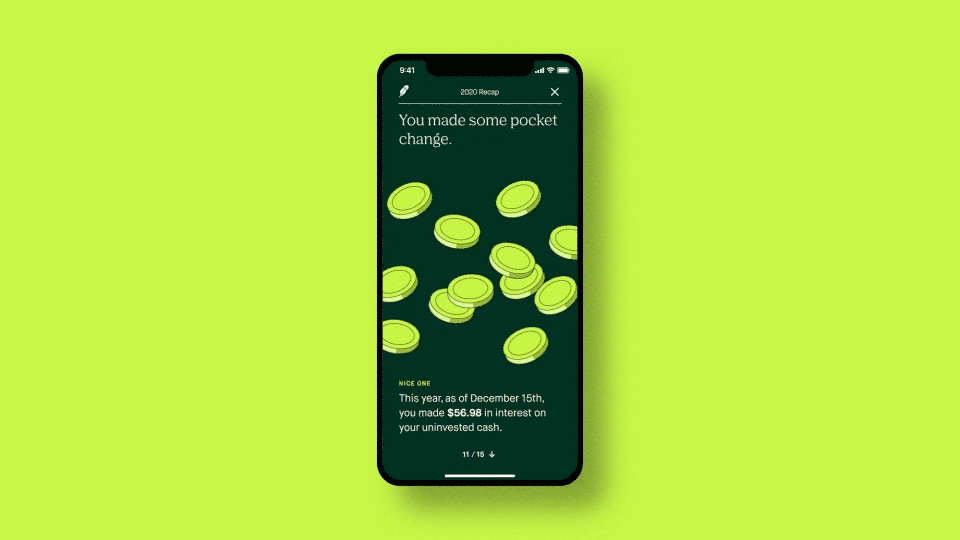 9:41
2020 Recap
You made some pocket
change.
NICE ONE
This year, as of December 15th,
you made $56.98 in interest on
your uninvested cash.
11 / 15 ↓